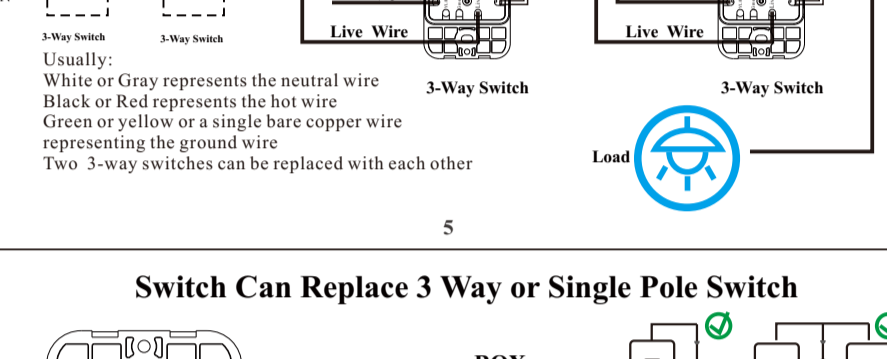 Live Wire
Live Wire
3-Way Switch
3-Way Switch
Usually:
White or Gray represents the neutral wire
3-Way Switch
3-Way Switch
Black or Red represents the hot wire
Green or yellow or a single bare copper wire
representing the ground wire
Load
Two 3-way switches can be replaced with each other
5
Switch Can Replace 3 Way or Single Pole Switch